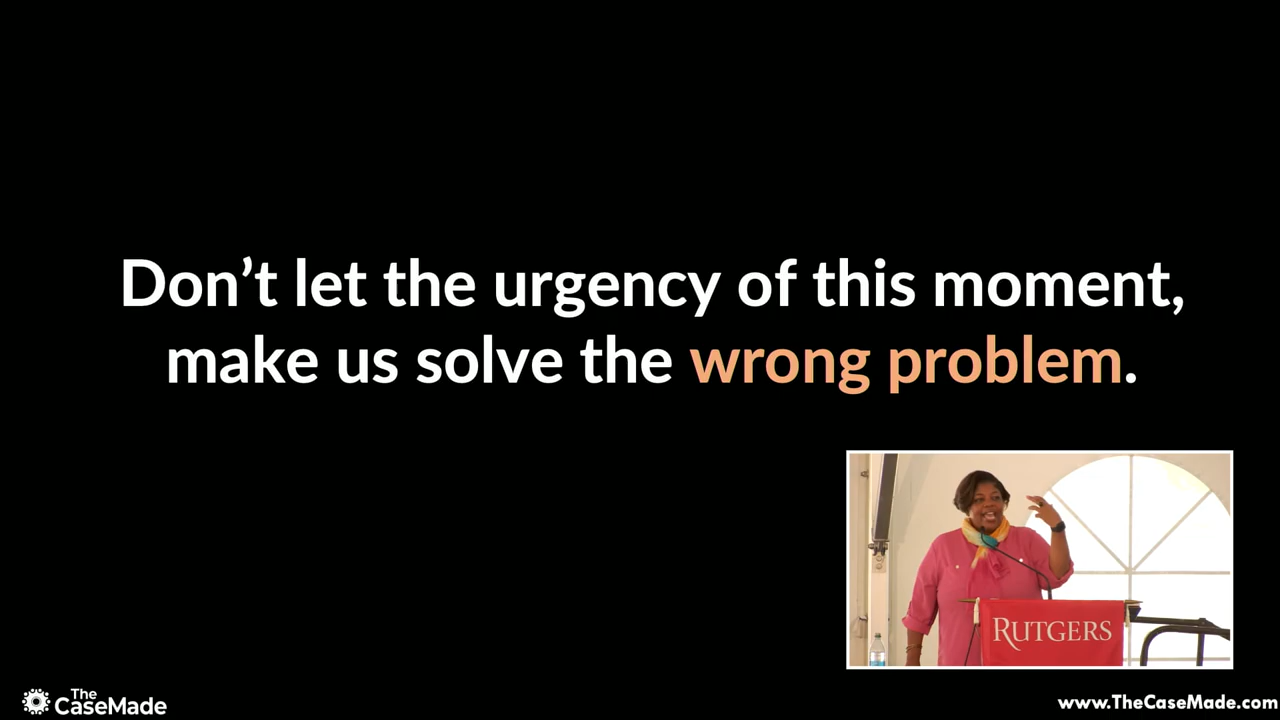 Don’t let the urgency of this moment,
make us solve the wrong problem.
RUTGERS
The
CaseMade
www.TheCaseMade.com